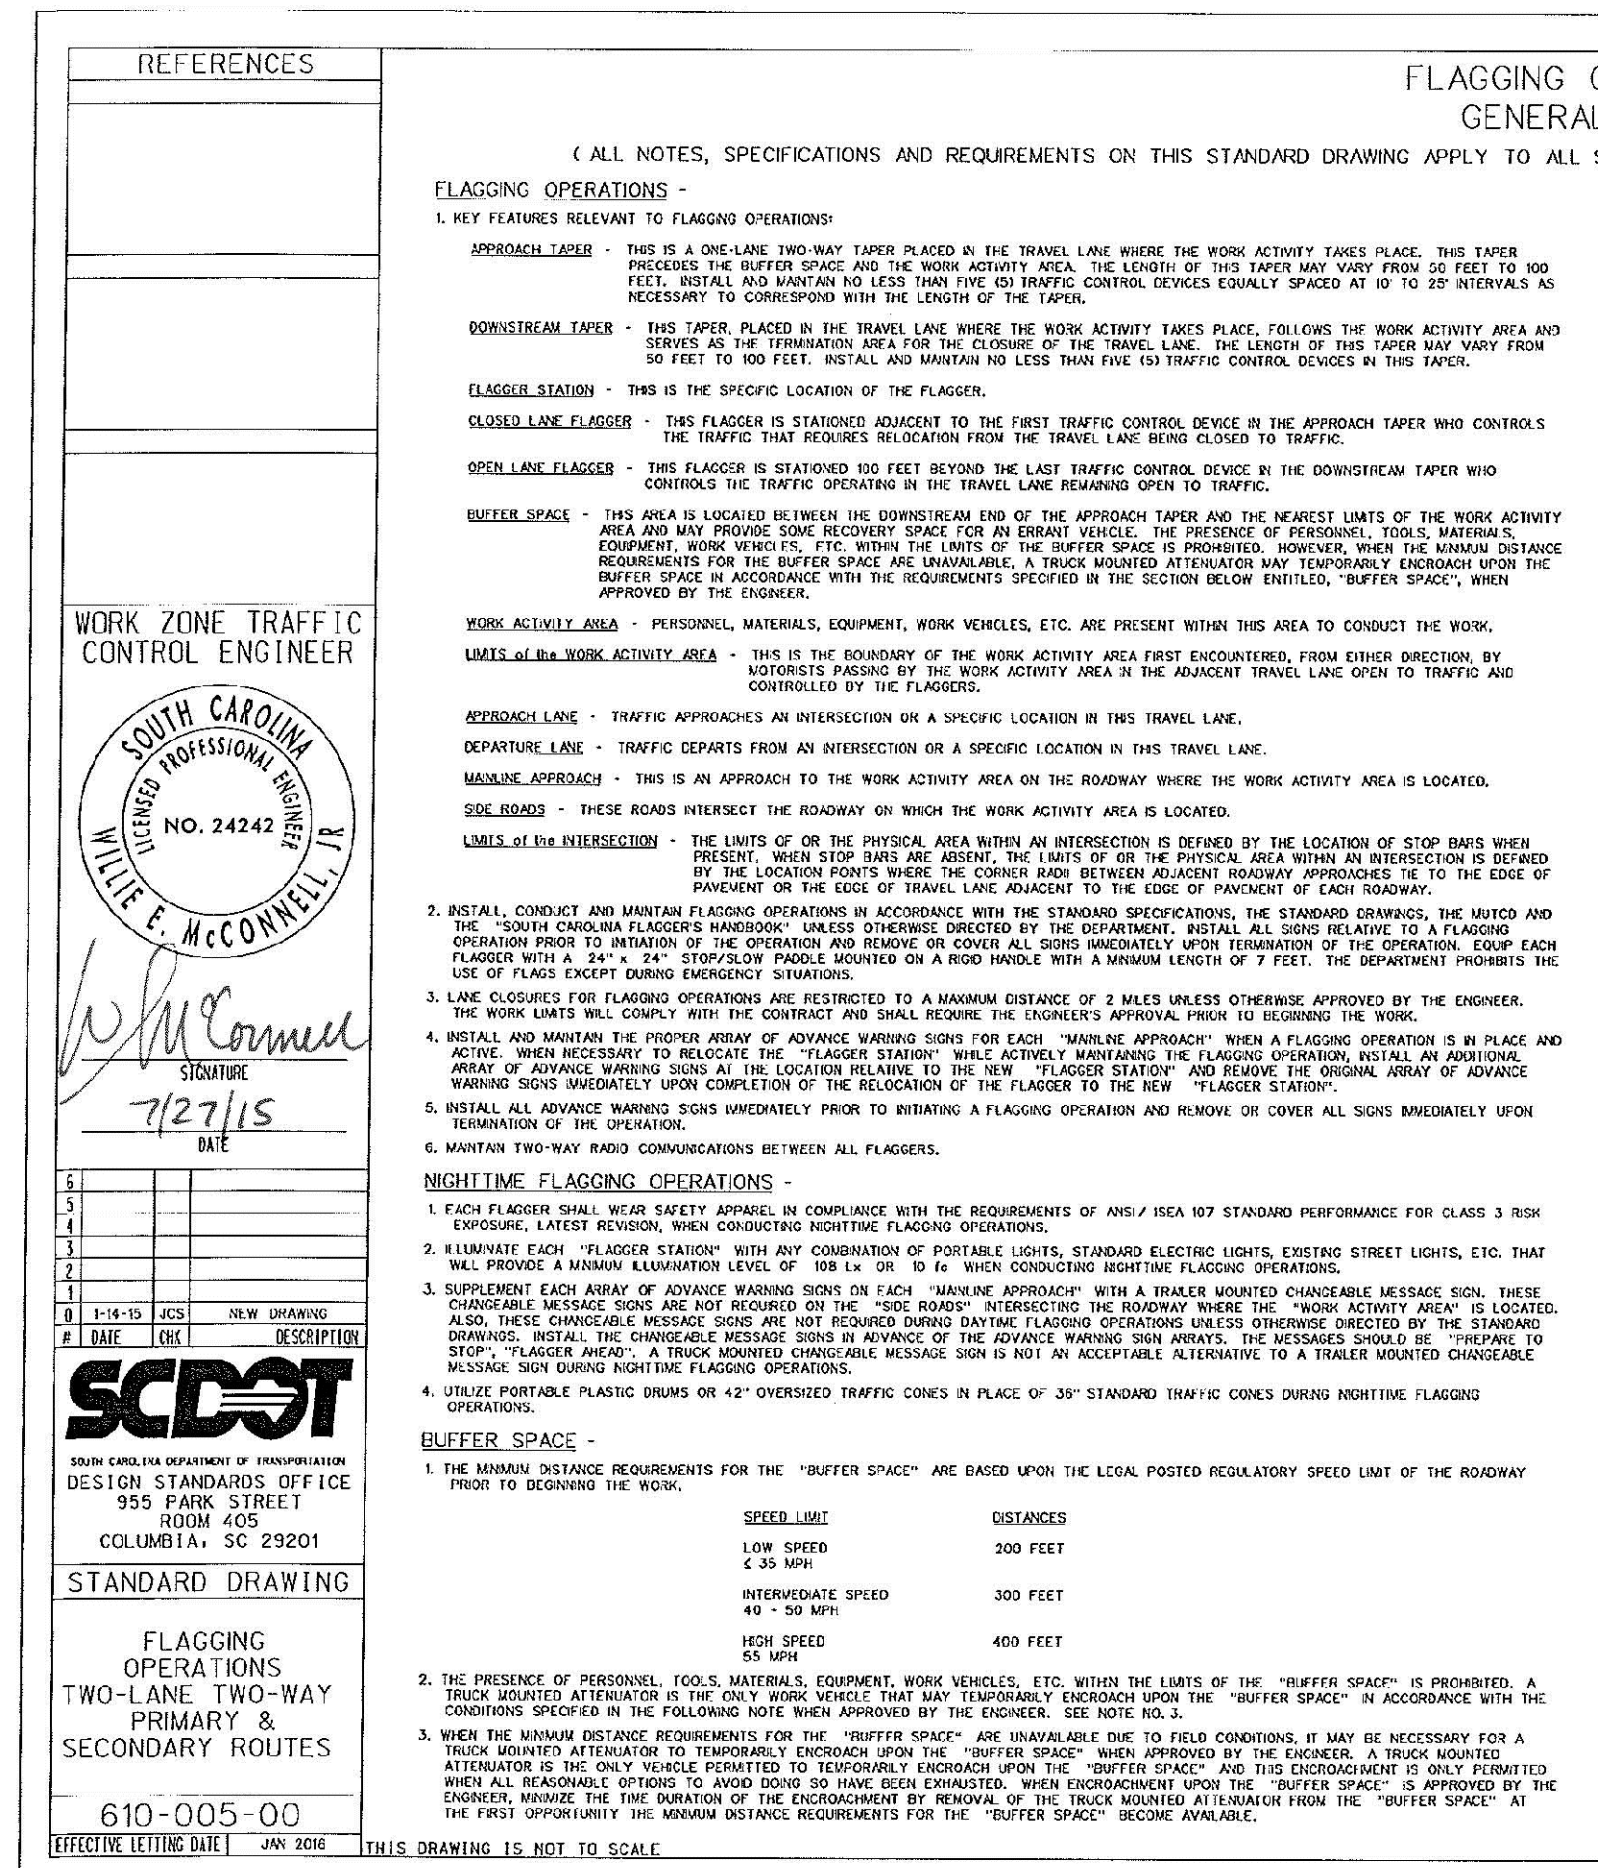 REFERENCES
WORK ZONE TRAFFIC
CONTROL ENGINEER
SOUTH CAROLINA
LICENSED PROFESSIONAL ENGINEER
NO. 24242
WILLIE E. McCONNELL, JR
W McConnell
SIGNATURE
7/27/15
DATE
6
5
4
3
2
1
0 1-14-15 JCS NEW DRAWING
# DATE CHK DESCRIPTION
SCDOT
SOUTH CAROLINA DEPARTMENT OF TRANSPORTATION
DESIGN STANDARDS OFFICE
955 PARK STREET
ROOM 405
COLUMBIA, SC 29201
STANDARD DRAWING
FLAGGING
OPERATIONS
TWO-LANE TWO-WAY
PRIMARY &
SECONDARY ROUTES
610-005-00
EFFECTIVE LETTING DATE JAN 2016
FLAGGING
GENERAL
( ALL NOTES, SPECIFICATIONS AND REQUIREMENTS ON THIS STANDARD DRAWING APPLY TO ALL
FLAGGING OPERATIONS -
1. KEY FEATURES RELEVANT TO FLAGGING OPERATIONS:
APPROACH TAPER - THIS IS A ONE-LANE TWO-WAY TAPER PLACED IN THE TRAVEL LANE WHERE THE WORK ACTIVITY TAKES PLACE. THIS TAPER
PRECEDES THE BUFFER SPACE AND THE WORK ACTIVITY AREA. THE LENGTH OF THIS TAPER MAY VARY FROM 50 FEET TO 100
FEET. INSTALL AND MAINTAIN NO LESS THAN FIVE (5) TRAFFIC CONTROL DEVICES EQUALLY SPACED AT 10' TO 25' INTERVALS AS
NECESSARY TO CORRESPOND WITH THE LENGTH OF THE TAPER.
DOWNSTREAM TAPER - THIS TAPER, PLACED IN THE TRAVEL LANE WHERE THE WORK ACTIVITY TAKES PLACE, FOLLOWS THE WORK ACTIVITY AREA AND
SERVES AS THE TERMINATION AREA FOR THE CLOSURE OF THE TRAVEL LANE. THE LENGTH OF THIS TAPER MAY VARY FROM
50 FEET TO 100 FEET. INSTALL AND MAINTAIN NO LESS THAN FIVE (5) TRAFFIC CONTROL DEVICES IN THIS TAPER.
FLAGGER STATION - THIS IS THE SPECIFIC LOCATION OF THE FLAGGER.
CLOSED LANE FLAGGER - THIS FLAGGER IS STATIONED ADJACENT TO THE FIRST TRAFFIC CONTROL DEVICE IN THE APPROACH TAPER WHO CONTROLS
THE TRAFFIC THAT REQUIRES RELOCATION FROM THE TRAVEL LANE BEING CLOSED TO TRAFFIC.
OPEN LANE FLAGGER - THIS FLAGGER IS STATIONED 100 FEET BEYOND THE LAST TRAFFIC CONTROL DEVICE IN THE DOWNSTREAM TAPER WHO
CONTROLS THE TRAFFIC OPERATING IN THE TRAVEL LANE REMAINING OPEN TO TRAFFIC.
BUFFER SPACE - THIS AREA IS LOCATED BETWEEN THE DOWNSTREAM END OF THE APPROACH TAPER AND THE NEAREST LIMITS OF THE WORK ACTIVITY
AREA AND MAY PROVIDE SOME RECOVERY SPACE FOR AN ERRANT VEHICLE. THE PRESENCE OF PERSONNEL, TOOLS, MATERIALS,
EQUIPMENT, WORK VEHICLES, ETC. WITHIN THE LIMITS OF THE BUFFER SPACE IS PROHIBITED. HOWEVER, WHEN THE MINIMUM DISTANCE
REQUIREMENTS FOR THE BUFFER SPACE ARE UNAVAILABLE, A TRUCK MOUNTED ATTENUATOR MAY TEMPORARILY ENCROACH UPON THE
BUFFER SPACE IN ACCORDANCE WITH THE REQUIREMENTS SPECIFIED IN THE SECTION BELOW ENTITLED, "BUFFER SPACE", WHEN
APPROVED BY THE ENGINEER.
WORK ACTIVITY AREA - PERSONNEL, MATERIALS, EQUIPMENT, WORK VEHICLES, ETC. ARE PRESENT WITHIN THIS AREA TO CONDUCT THE WORK.
LIMITS of the WORK ACTIVITY AREA - THIS IS THE BOUNDARY OF THE WORK ACTIVITY AREA FIRST ENCOUNTERED, FROM EITHER DIRECTION, BY
MOTORISTS PASSING BY THE WORK ACTIVITY AREA IN THE ADJACENT TRAVEL LANE OPEN TO TRAFFIC AND
CONTROLLED BY THE FLAGGERS.
APPROACH LANE - TRAFFIC APPROACHES AN INTERSECTION OR A SPECIFIC LOCATION IN THIS TRAVEL LANE.
DEPARTURE LANE - TRAFFIC DEPARTS FROM AN INTERSECTION OR A SPECIFIC LOCATION IN THIS TRAVEL LANE.
MAINLINE APPROACH - THIS IS AN APPROACH TO THE WORK ACTIVITY AREA ON THE ROADWAY WHERE THE WORK ACTIVITY AREA IS LOCATED.
SIDE ROADS - THESE ROADS INTERSECT THE ROADWAY ON WHICH THE WORK ACTIVITY AREA IS LOCATED.
LIMITS of the INTERSECTION - THE LIMITS OF OR THE PHYSICAL AREA WITHIN AN INTERSECTION IS DEFINED BY THE LOCATION OF STOP BARS WHEN
PRESENT. WHEN STOP BARS ARE ABSENT, THE LIMITS OF OR THE PHYSICAL AREA WITHIN AN INTERSECTION IS DEFINED
BY THE LOCATION POINTS WHERE THE CORNER RADII BETWEEN ADJACENT ROADWAY APPROACHES TIE TO THE EDGE OF
PAVEMENT OR THE EDGE OF TRAVEL LANE ADJACENT TO THE EDGE OF PAVEMENT OF EACH ROADWAY.
2. INSTALL, CONDUCT AND MAINTAIN FLAGGING OPERATIONS IN ACCORDANCE WITH THE STANDARD SPECIFICATIONS, THE STANDARD DRAWINGS, THE MUTCD AND
THE "SOUTH CAROLINA FLAGGER'S HANDBOOK" UNLESS OTHERWISE DIRECTED BY THE DEPARTMENT. INSTALL ALL SIGNS RELATIVE TO A FLAGGING
OPERATION PRIOR TO INITIATION OF THE OPERATION AND REMOVE OR COVER ALL SIGNS IMMEDIATELY UPON TERMINATION OF THE OPERATION. EQUIP EACH
FLAGGER WITH A 24" x 24" STOP/SLOW PADDLE MOUNTED ON A RIGID HANDLE WITH A MINIMUM LENGTH OF 7 FEET. THE DEPARTMENT PROHIBITS THE
USE OF FLAGS EXCEPT DURING EMERGENCY SITUATIONS.
3. LANE CLOSURES FOR FLAGGING OPERATIONS ARE RESTRICTED TO A MAXIMUM DISTANCE OF 2 MILES UNLESS OTHERWISE APPROVED BY THE ENGINEER.
THE WORK LIMITS WILL COMPLY WITH THE CONTRACT AND SHALL REQUIRE THE ENGINEER'S APPROVAL PRIOR TO BEGINNING THE WORK.
4. INSTALL AND MAINTAIN THE PROPER ARRAY OF ADVANCE WARNING SIGNS FOR EACH "MAINLINE APPROACH" WHEN A FLAGGING OPERATION IS IN PLACE AND
ACTIVE. WHEN NECESSARY TO RELOCATE THE "FLAGGER STATION" WHILE ACTIVELY MAINTAINING THE FLAGGING OPERATION, INSTALL AN ADDITIONAL
ARRAY OF ADVANCE WARNING SIGNS AT THE LOCATION RELATIVE TO THE NEW "FLAGGER STATION" AND REMOVE THE ORIGINAL ARRAY OF ADVANCE
WARNING SIGNS IMMEDIATELY UPON COMPLETION OF THE RELOCATION OF THE FLAGGER TO THE NEW "FLAGGER STATION".
5. INSTALL ALL ADVANCE WARNING SIGNS IMMEDIATELY PRIOR TO INITIATING A FLAGGING OPERATION AND REMOVE OR COVER ALL SIGNS IMMEDIATELY UPON
TERMINATION OF THE OPERATION.
6. MAINTAIN TWO-WAY RADIO COMMUNICATIONS BETWEEN ALL FLAGGERS.
NIGHTTIME FLAGGING OPERATIONS -
1. EACH FLAGGER SHALL WEAR SAFETY APPAREL IN COMPLIANCE WITH THE REQUIREMENTS OF ANSI / ISEA 107 STANDARD PERFORMANCE FOR CLASS 3 RISK
EXPOSURE, LATEST REVISION, WHEN CONDUCTING NIGHTTIME FLAGGING OPERATIONS.
2. ILLUMINATE EACH "FLAGGER STATION" WITH ANY COMBINATION OF PORTABLE LIGHTS, STANDARD ELECTRIC LIGHTS, EXISTING STREET LIGHTS, ETC. THAT
WILL PROVIDE A MINIMUM ILLUMINATION LEVEL OF 108 Lx OR 10 fc WHEN CONDUCTING NIGHTTIME FLAGGING OPERATIONS.
3. SUPPLEMENT EACH ARRAY OF ADVANCE WARNING SIGNS ON EACH "MAINLINE APPROACH" WITH A TRAILER MOUNTED CHANGEABLE MESSAGE SIGN. THESE
CHANGEABLE MESSAGE SIGNS ARE NOT REQUIRED ON THE "SIDE ROADS" INTERSECTING THE ROADWAY WHERE THE "WORK ACTIVITY AREA" IS LOCATED.
ALSO, THESE CHANGEABLE MESSAGE SIGNS ARE NOT REQUIRED DURING DAYTIME FLAGGING OPERATIONS UNLESS OTHERWISE DIRECTED BY THE STANDARD
DRAWINGS. INSTALL THE CHANGEABLE MESSAGE SIGNS IN ADVANCE OF THE ADVANCE WARNING SIGN ARRAYS. THE MESSAGES SHOULD BE "PREPARE TO
STOP", "FLAGGER AHEAD". A TRUCK MOUNTED CHANGEABLE MESSAGE SIGN IS NOT AN ACCEPTABLE ALTERNATIVE TO A TRAILER MOUNTED CHANGEABLE
MESSAGE SIGN DURING NIGHTTIME FLAGGING OPERATIONS.
4. UTILIZE PORTABLE PLASTIC DRUMS OR 42" OVERSIZED TRAFFIC CONES IN PLACE OF 36" STANDARD TRAFFIC CONES DURING NIGHTTIME FLAGGING
OPERATIONS.
BUFFER SPACE -
1. THE MINIMUM DISTANCE REQUIREMENTS FOR THE "BUFFER SPACE" ARE BASED UPON THE LEGAL POSTED REGULATORY SPEED LIMIT OF THE ROADWAY
PRIOR TO BEGINNING THE WORK.
SPEED LIMIT DISTANCES
LOW SPEED 200 FEET
≤ 35 MPH
INTERMEDIATE SPEED 300 FEET
40 - 50 MPH
HIGH SPEED 400 FEET
55 MPH
2. THE PRESENCE OF PERSONNEL, TOOLS, MATERIALS, EQUIPMENT, WORK VEHICLES, ETC. WITHIN THE LIMITS OF THE "BUFFER SPACE" IS PROHIBITED. A
TRUCK MOUNTED ATTENUATOR IS THE ONLY WORK VEHICLE THAT MAY TEMPORARILY ENCROACH UPON THE "BUFFER SPACE" IN ACCORDANCE WITH THE
CONDITIONS SPECIFIED IN THE FOLLOWING NOTE WHEN APPROVED BY THE ENGINEER. SEE NOTE NO. 3.
3. WHEN THE MINIMUM DISTANCE REQUIREMENTS FOR THE "BUFFER SPACE" ARE UNAVAILABLE DUE TO FIELD CONDITIONS, IT MAY BE NECESSARY FOR A
TRUCK MOUNTED ATTENUATOR TO TEMPORARILY ENCROACH UPON THE "BUFFER SPACE" WHEN APPROVED BY THE ENGINEER. A TRUCK MOUNTED
ATTENUATOR IS THE ONLY VEHICLE PERMITTED TO TEMPORARILY ENCROACH UPON THE "BUFFER SPACE" AND THIS ENCROACHMENT IS ONLY PERMITTED
WHEN ALL REASONABLE OPTIONS TO AVOID DOING SO HAVE BEEN EXHAUSTED. WHEN ENCROACHMENT UPON THE "BUFFER SPACE" IS APPROVED BY THE
ENGINEER, MINIMIZE THE TIME DURATION OF THE ENCROACHMENT BY REMOVAL OF THE TRUCK MOUNTED ATTENUATOR FROM THE "BUFFER SPACE" AT
THE FIRST OPPORTUNITY THE MINIMUM DISTANCE REQUIREMENTS FOR THE "BUFFER SPACE" BECOME AVAILABLE.
THIS DRAWING IS NOT TO SCALE